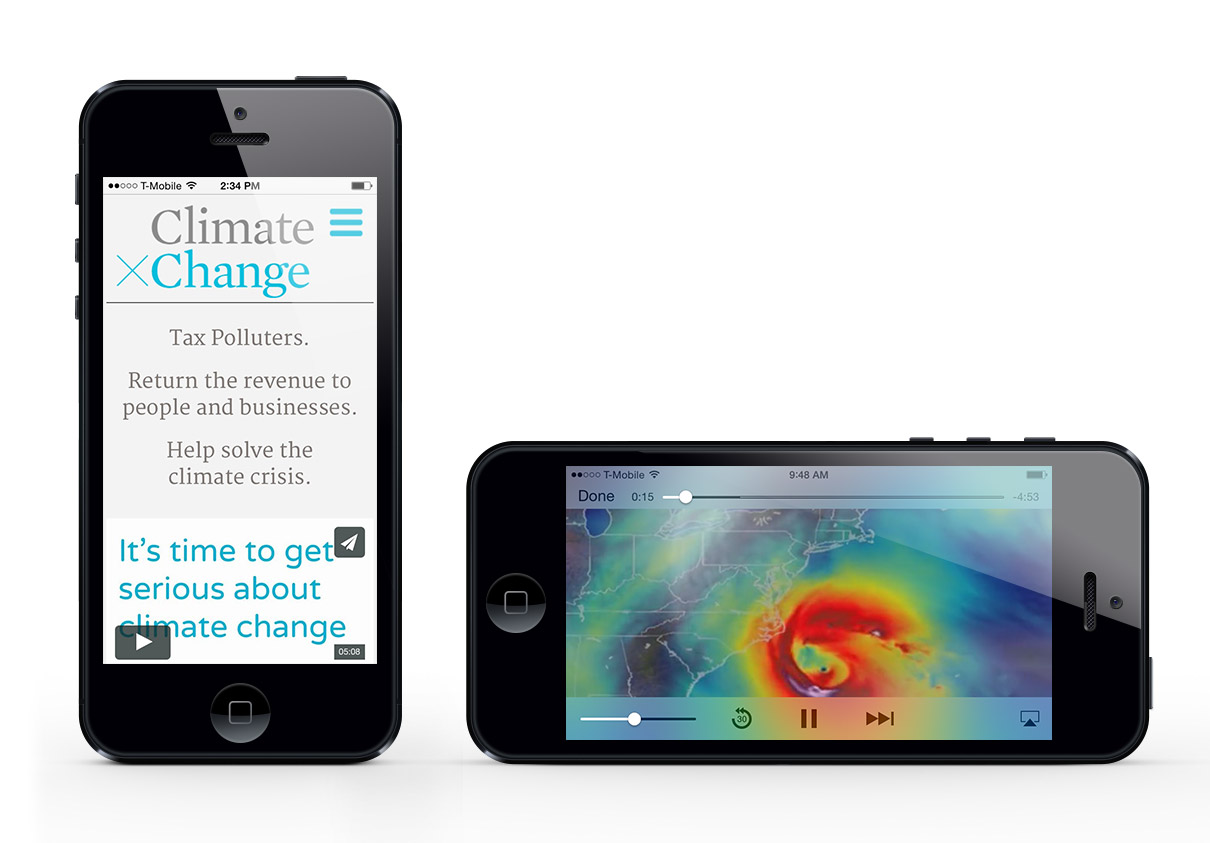 T-Mobile 2:34 PM
Climate
×Change
Tax Polluters.
Return the revenue to
people and businesses.
Help solve the
climate crisis.
It's time to get
serious about
climate change
05:08
T-Mobile 9:48 AM
Done 0:15 -4:53
30